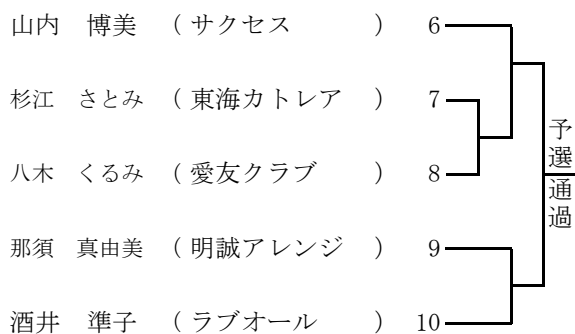 山内 博美 （サクセス ） 6
杉江 さとみ （東海カトレア ） 7
八木 くるみ （愛友クラブ ） 8
那須 真由美 （明誠アレンジ ） 9
酒井 準子 （ラブオール ） 10
予選通過